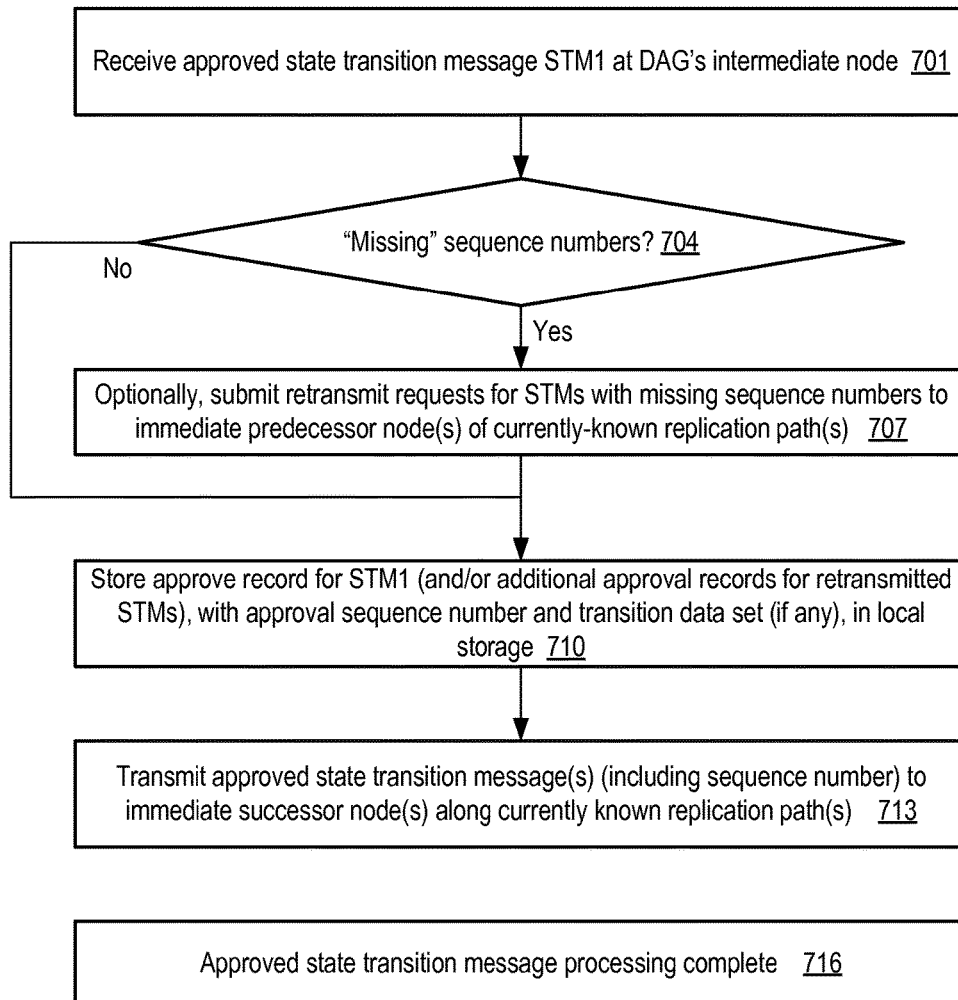 Receive approved state transition message STM1 at DAG's intermediate node 701
“Missing” sequence numbers? 704
No
Yes
Optionally, submit retransmit requests for STMs with missing sequence numbers to
immediate predecessor node(s) of currently-known replication path(s) 707
Store approve record for STM1 (and/or additional approval records for retransmitted
STMs), with approval sequence number and transition data set (if any), in local
storage 710
Transmit approved state transition message(s) (including sequence number) to
immediate successor node(s) along currently known replication path(s) 713
Approved state transition message processing complete 716